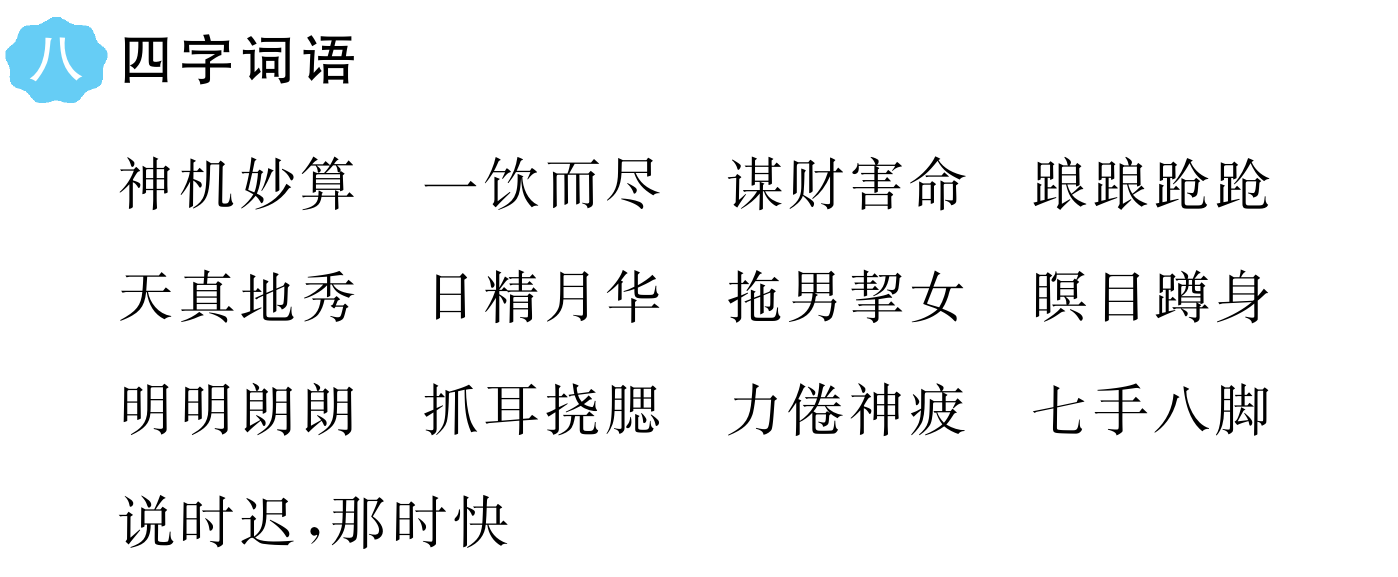 八 四字词语
神机妙算 一饮而尽 谋财害命 踉踉跄跄
天真地秀 日精月华 拖男挈女 瞑目蹲身
明明朗朗 抓耳挠腮 力倦神疲 七手八脚
说时迟,那时快